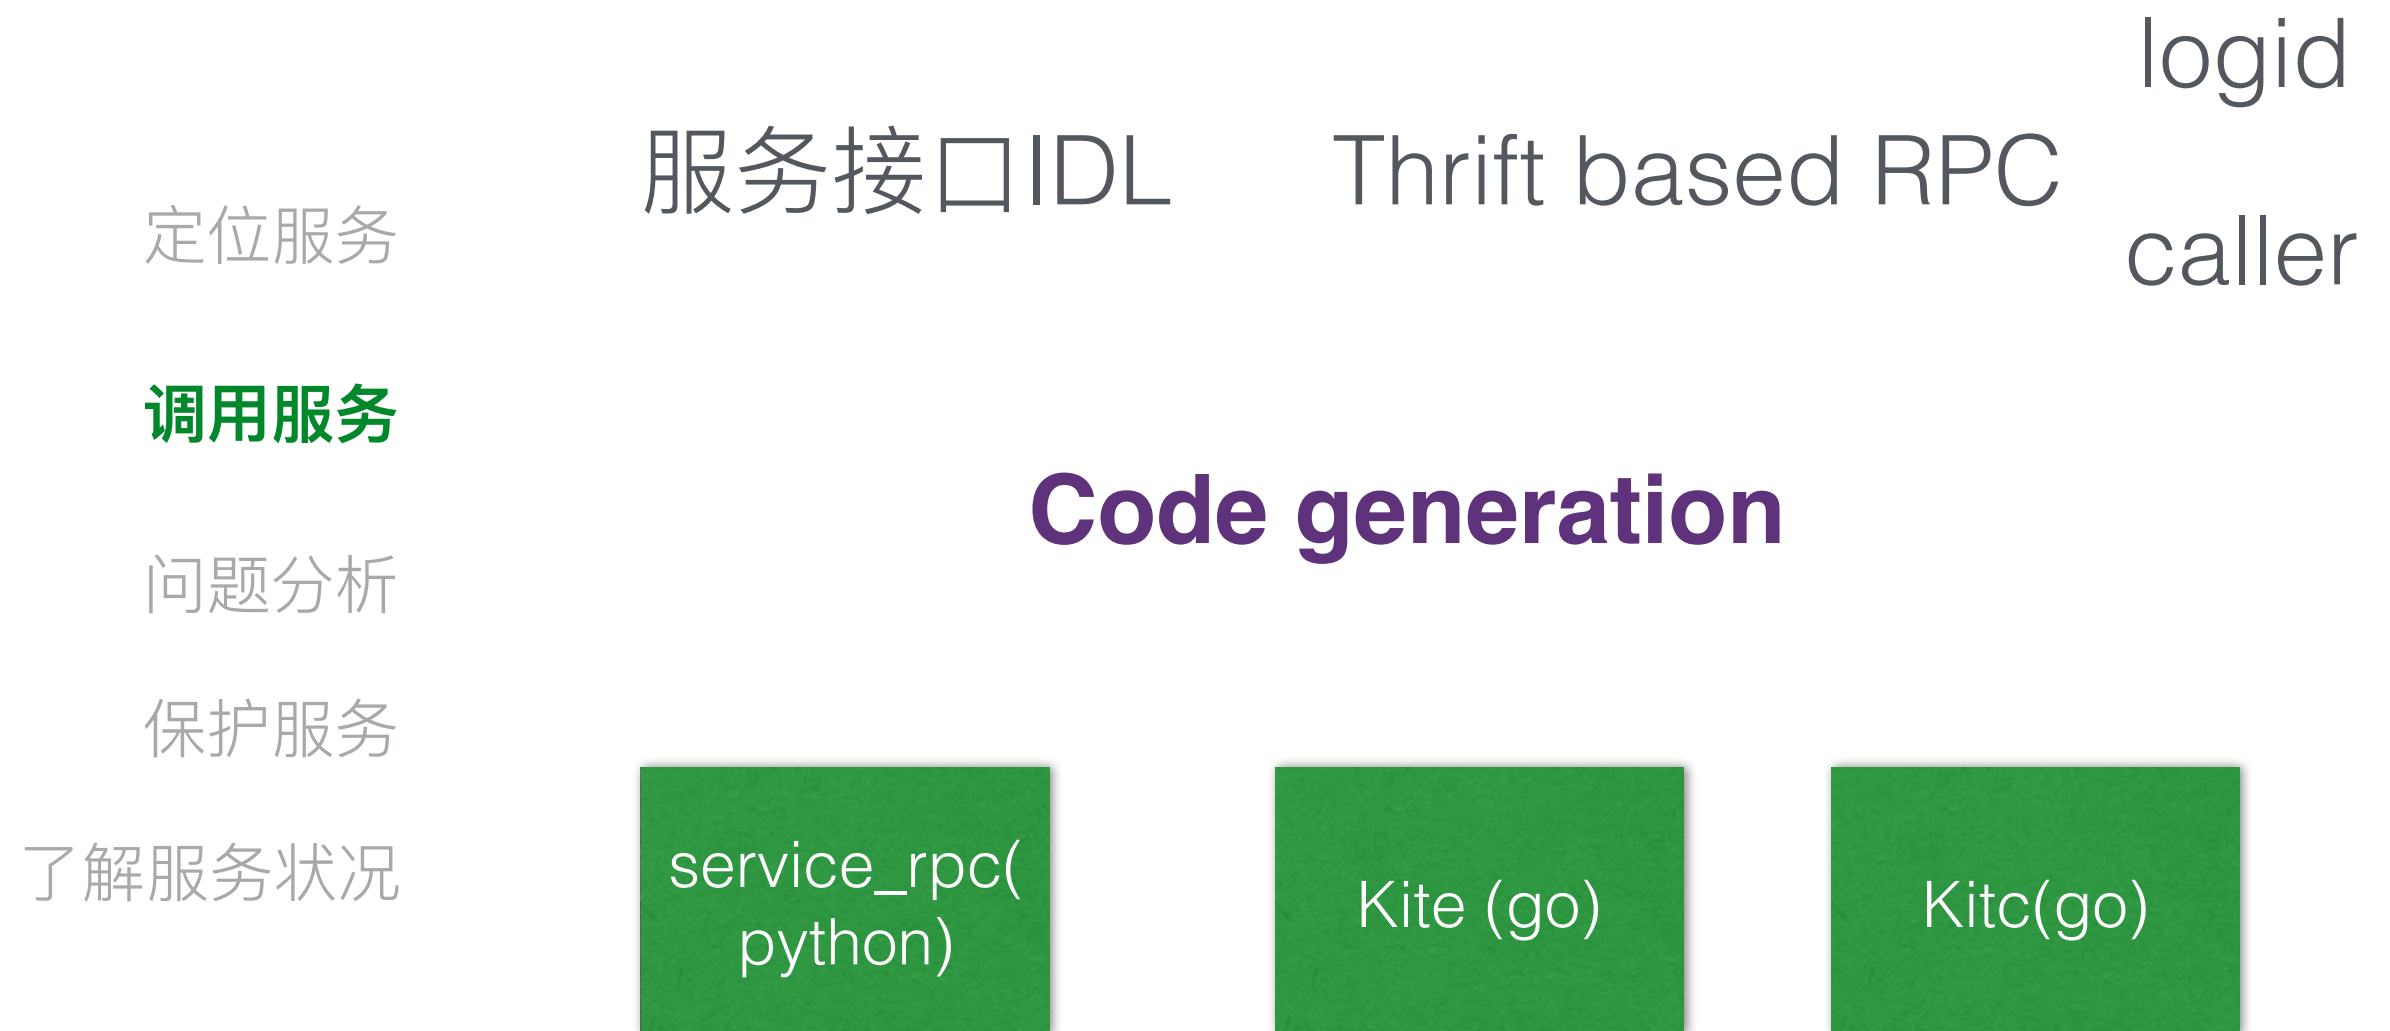 定位服务
调用服务
问题分析
保护服务
了解服务状况
logid
服务接口IDL
Thrift based RPC
caller
Code generation
service_rpc(
python)
Kite (go)
Kitc(go)